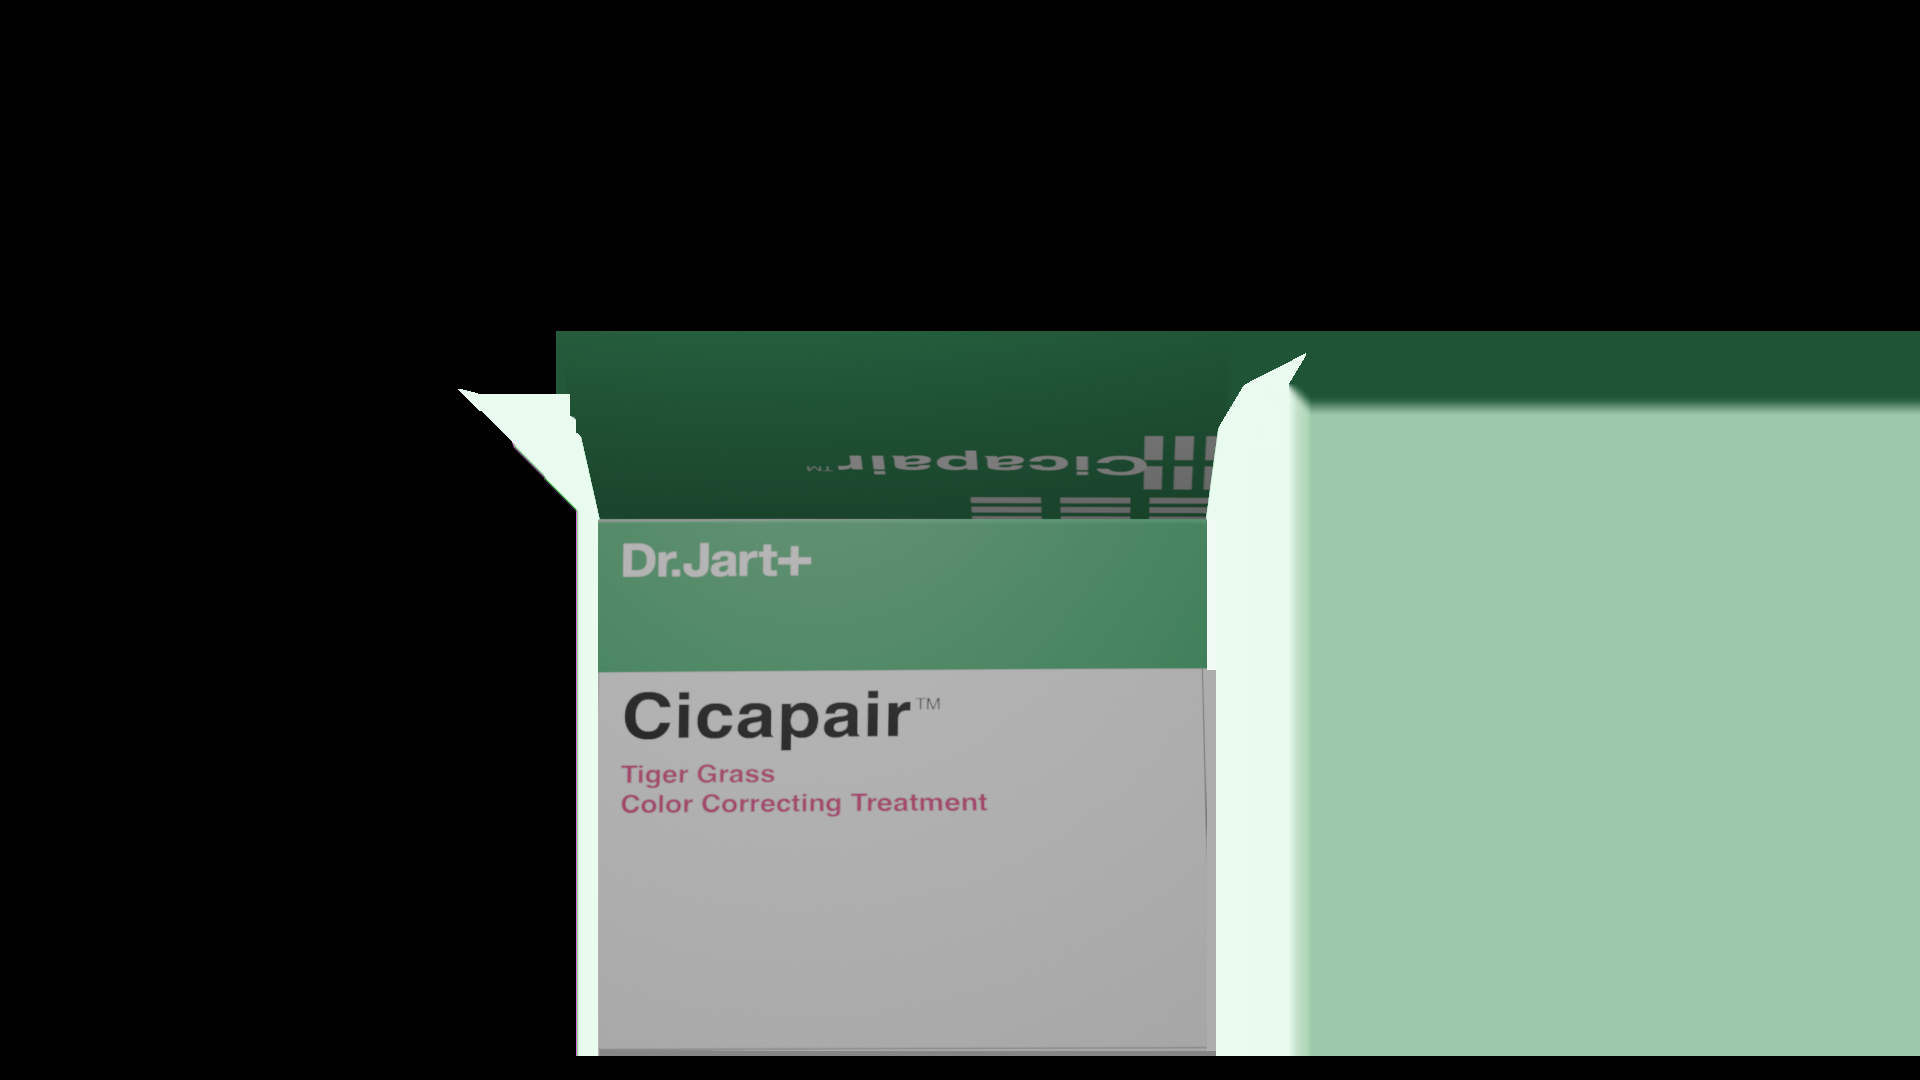 Cicapair™
Dr.Jart+
Cicapair™
Tiger Grass
Color Correcting Treatment